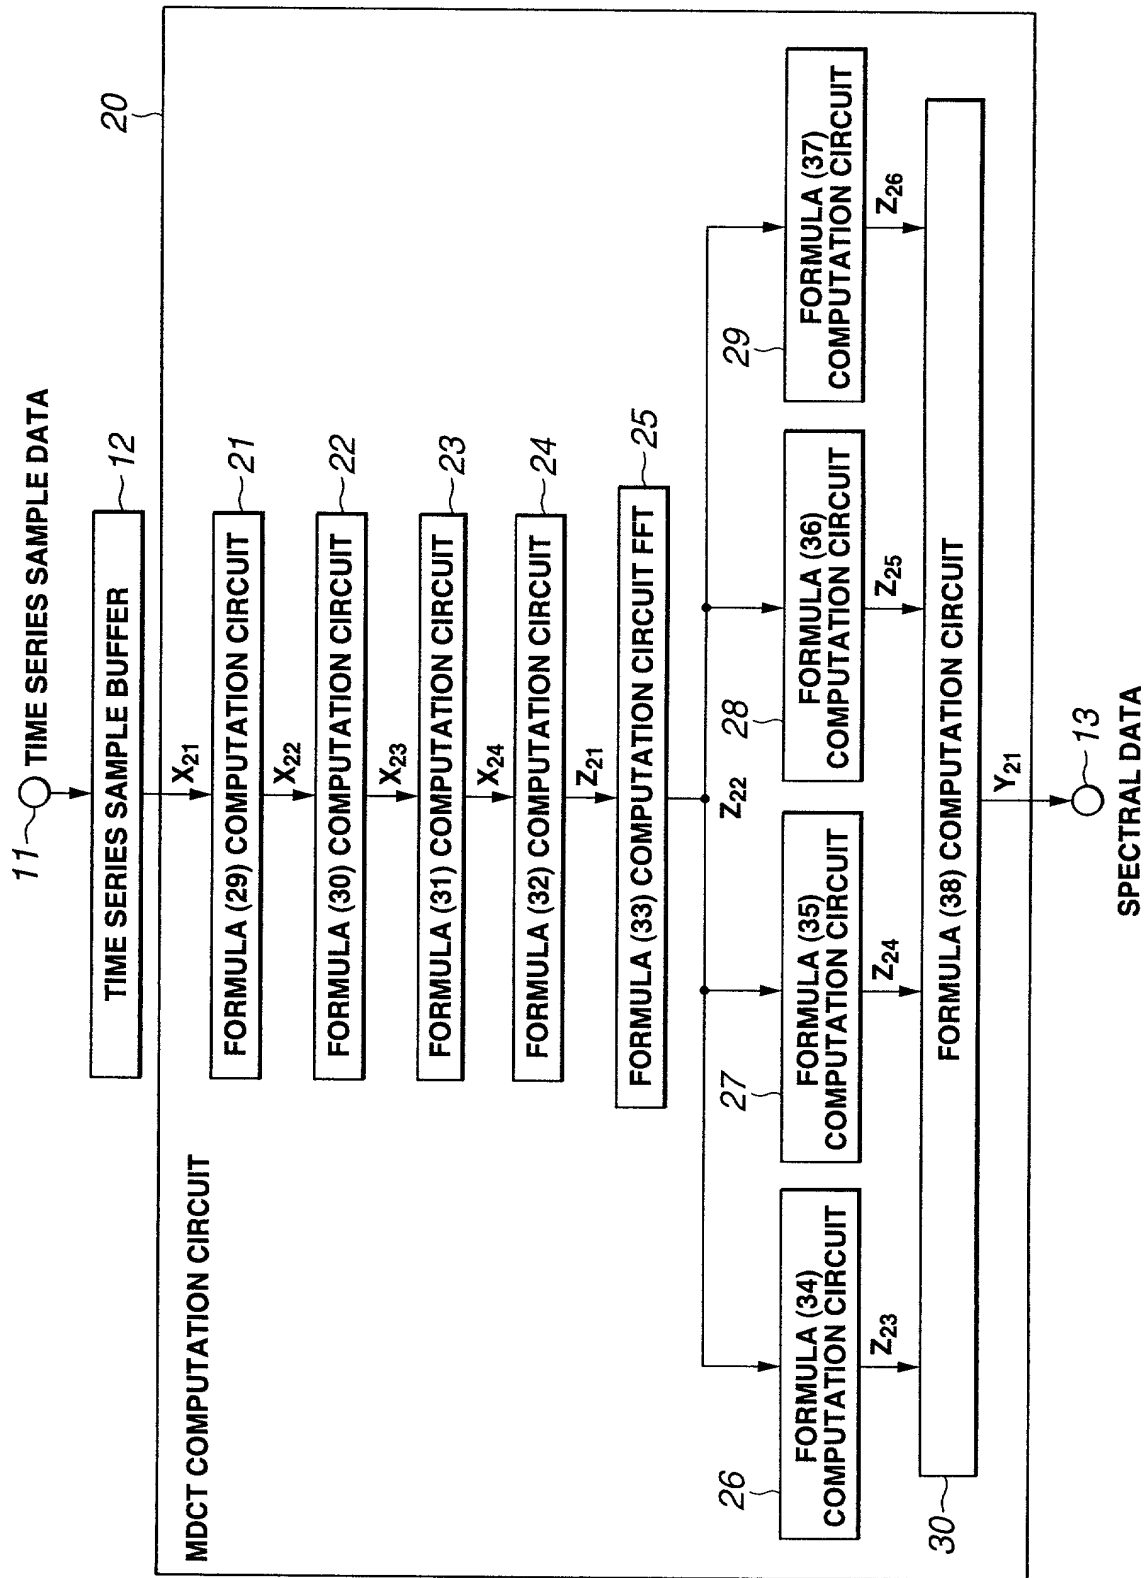 11
TIME SERIES SAMPLE DATA
TIME SERIES SAMPLE BUFFER
12
20
MDCT COMPUTATION CIRCUIT
X21
FORMULA (29) COMPUTATION CIRCUIT
21
X22
FORMULA (30) COMPUTATION CIRCUIT
22
X23
FORMULA (31) COMPUTATION CIRCUIT
23
X24
FORMULA (32) COMPUTATION CIRCUIT
24
Z21
FORMULA (33) COMPUTATION CIRCUIT FFT
25
Z22
26
FORMULA (34)
COMPUTATION CIRCUIT
27
FORMULA (35)
COMPUTATION CIRCUIT
28
FORMULA (36)
COMPUTATION CIRCUIT
29
FORMULA (37)
COMPUTATION CIRCUIT
Z23
Z24
Z25
Z26
30
FORMULA (38) COMPUTATION CIRCUIT
Y21
13
SPECTRAL DATA